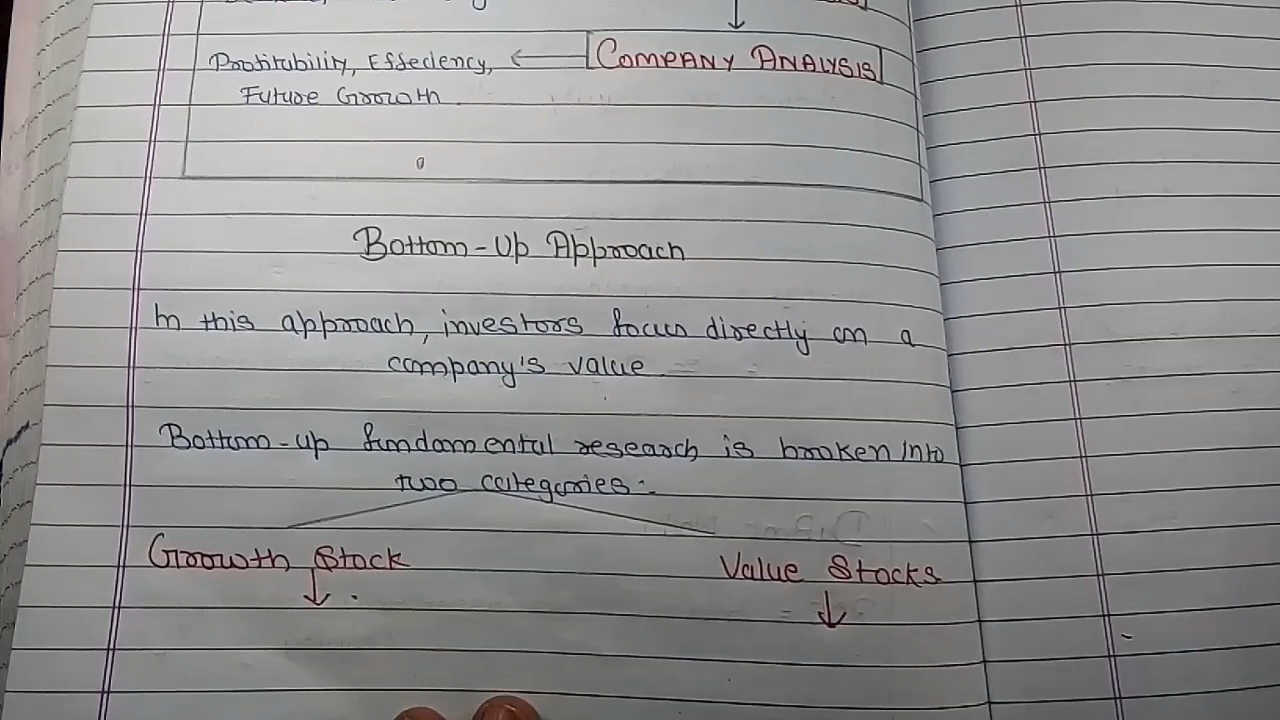 Profitability, Effeciency, ← COMPANY ANALYSIS
Future Growth
Bottom-Up Approach
In this approach, investors focus directly on a
company's value
Bottom-up fundamental research is broken into
two categories:-
Growth Stock Value Stocks